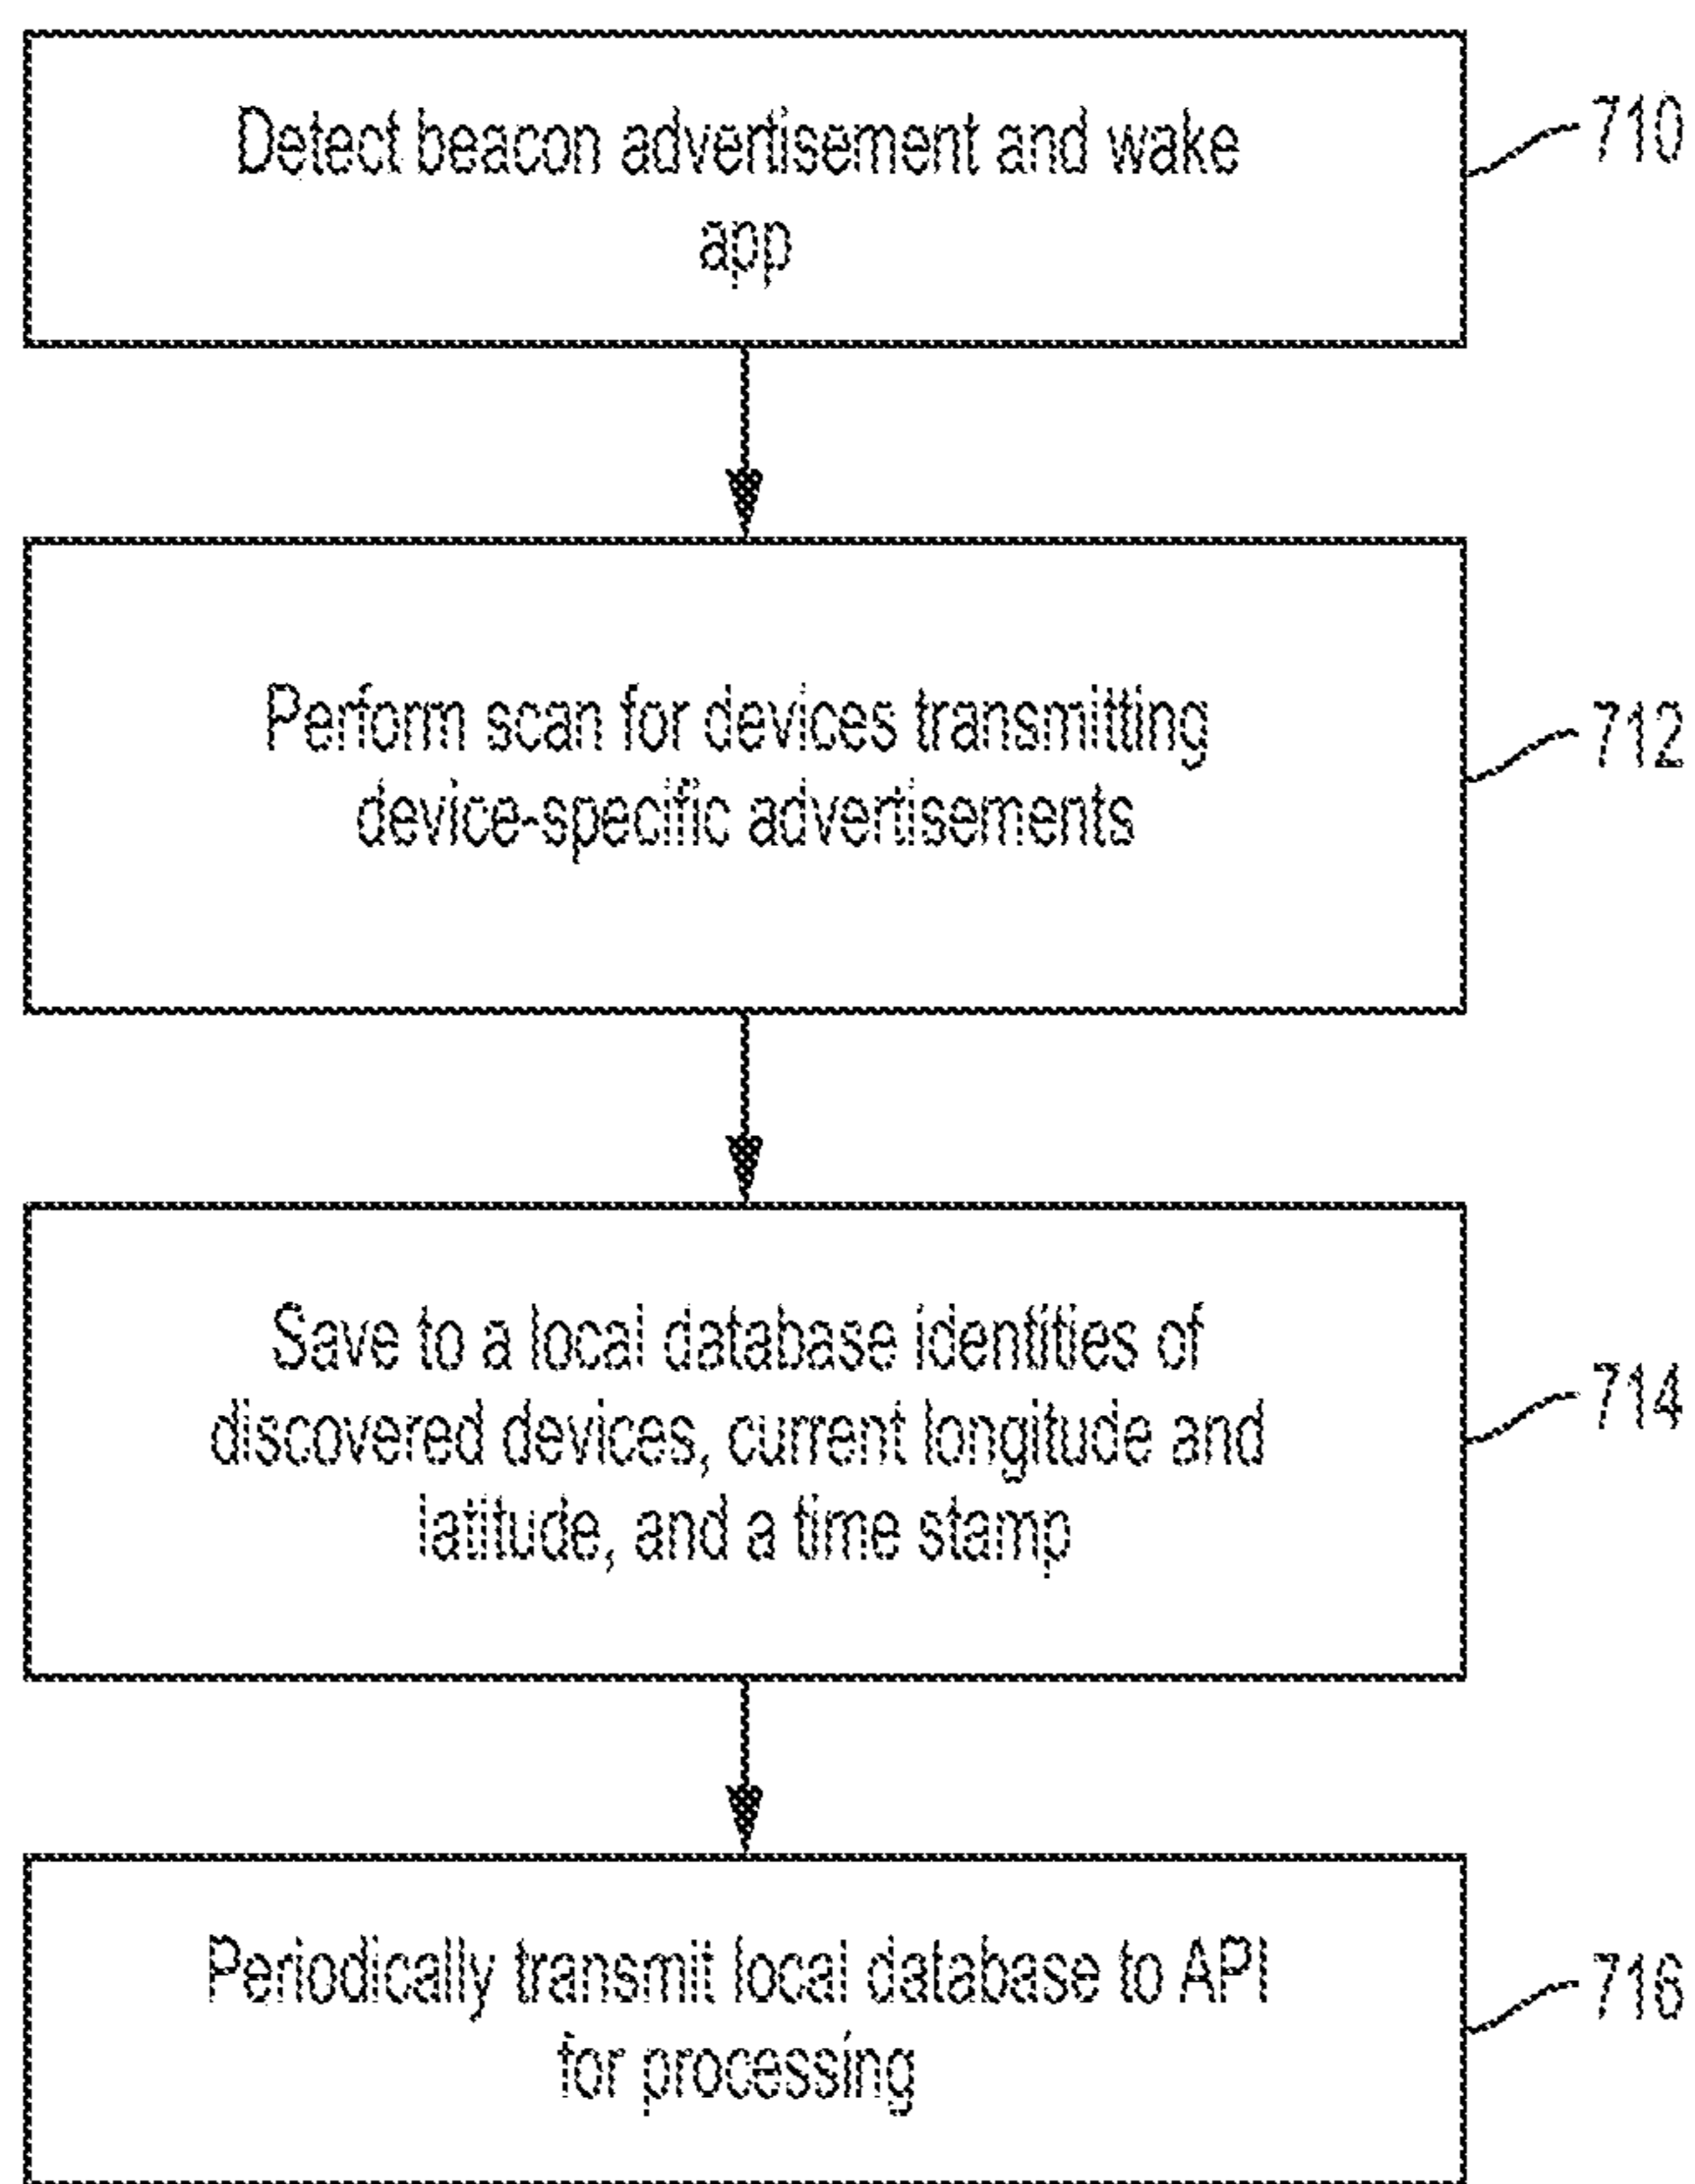 Detect beacon advertisement and wake
app
710
Perform scan for devices transmitting
device-specific advertisements
712
Save to a local database identities of
discovered devices, current longitude and
latitude, and a time stamp
714
Periodically transmit local database to API
for processing
716